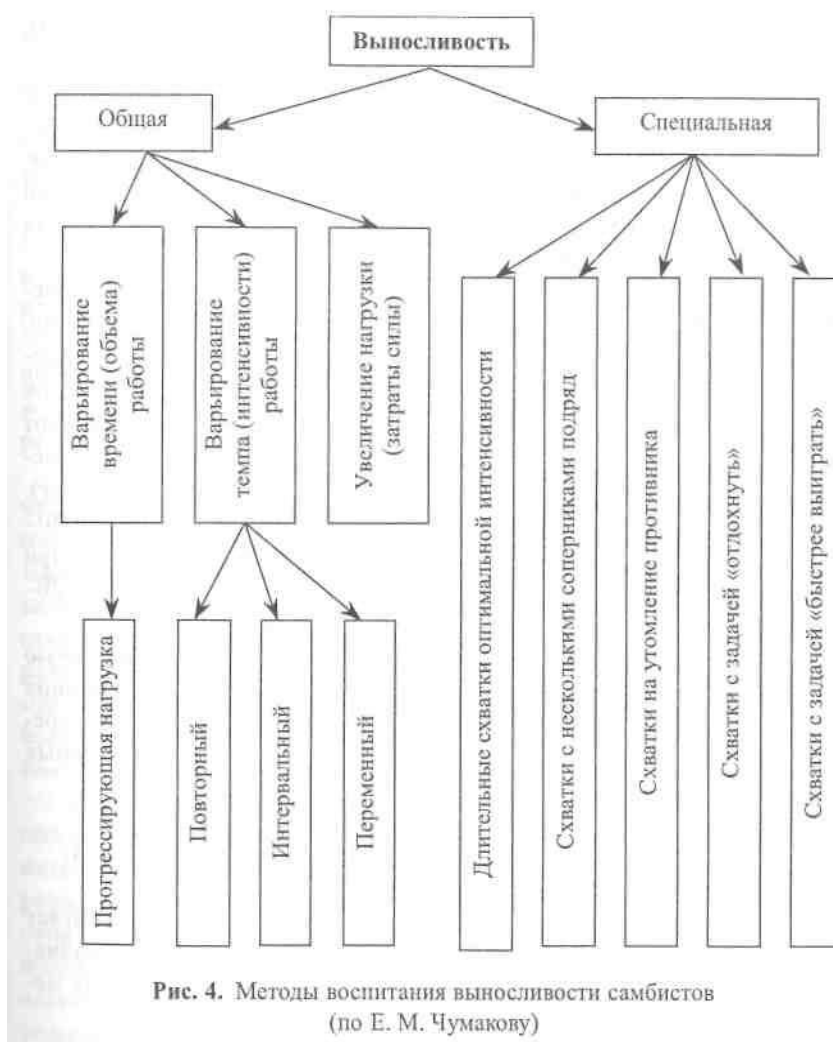 Выносливость
Общая
Специальная
Варьирование
времени (объема)
работы
Варьирование
темпа (интенсивности)
работы
Увеличение нагрузки
(затраты силы)
Прогрессирующая нагрузка
Повторный
Интервальный
Переменный
Длительные схватки оптимальной интенсивности
Схватки с несколькими соперниками подряд
Схватки на утомление противника
Схватки с задачей «отдохнуть»
Схватки с задачей «быстрее выиграть»
Рис. 4. Методы воспитания выносливости самбистов
(по Е. М. Чумакову)